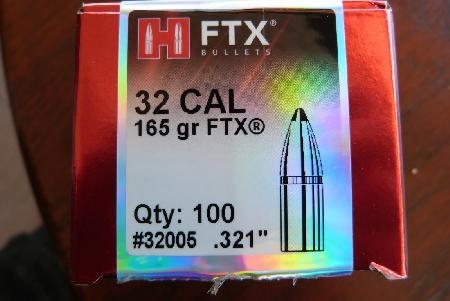 H FTX®
BULLETS
32 CAL
165 gr FTX®
Qty: 100
#32005 .321"